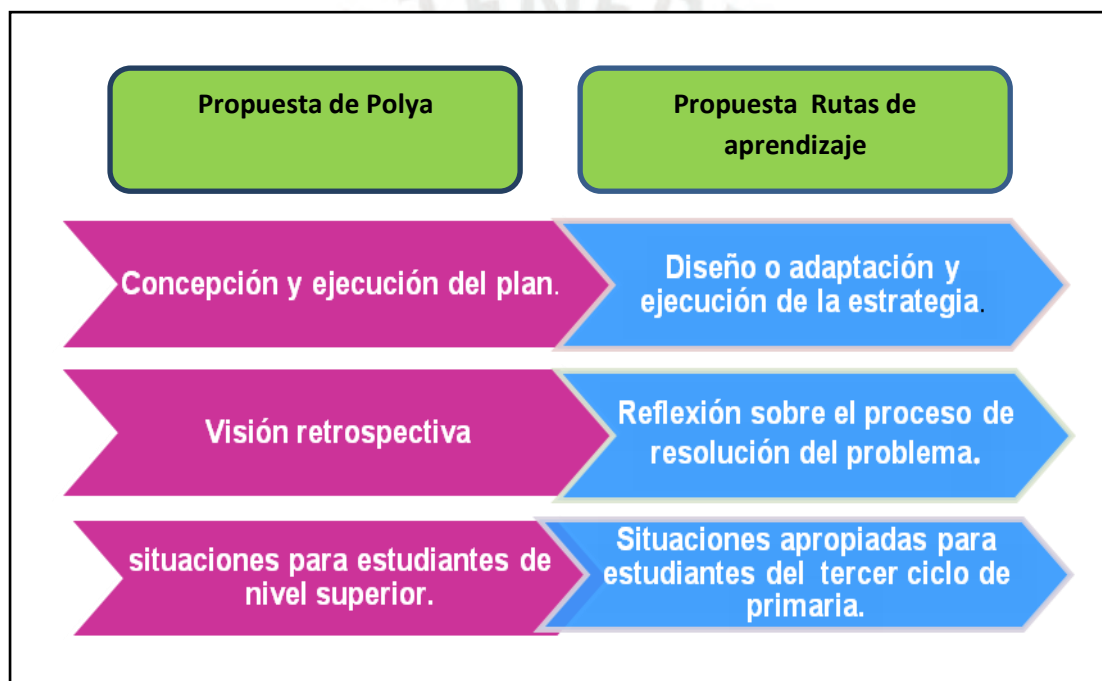 Propuesta de Polya
Propuesta Rutas de
aprendizaje
Concepción y ejecución del plan.
Diseño o adaptación y
ejecución de la estrategia.
Visión retrospectiva
Reflexión sobre el proceso de
resolución del problema.
situaciones para estudiantes de
nivel superior.
Situaciones apropiadas para
estudiantes del tercer ciclo de
primaria.